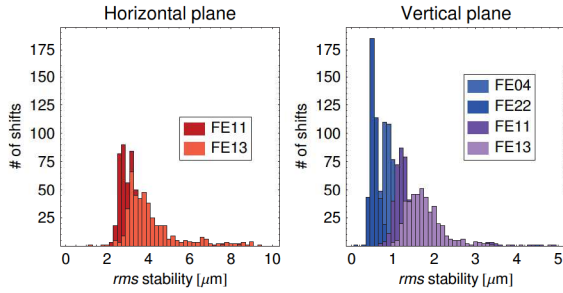 Horizontal plane
# of shifts
175
150
125
100
75
50
25
FE11
FE13
0 2 4 6 8 10
rms stability [μm]
Vertical plane
# of shifts
175
150
125
100
75
50
25
FE04
FE22
FE11
FE13
0 1 2 3 4 5
rms stability [μm]